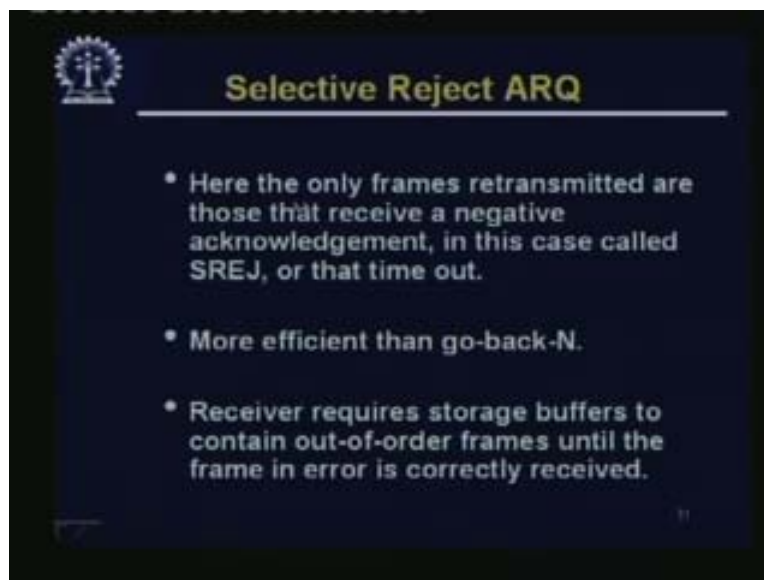 Selective Reject ARQ
• Here the only frames retransmitted are
those that receive a negative
acknowledgement, in this case called
SREJ, or that time out.
• More efficient than go-back-N.
• Receiver requires storage buffers to
contain out-of-order frames until the
frame in error is correctly received.